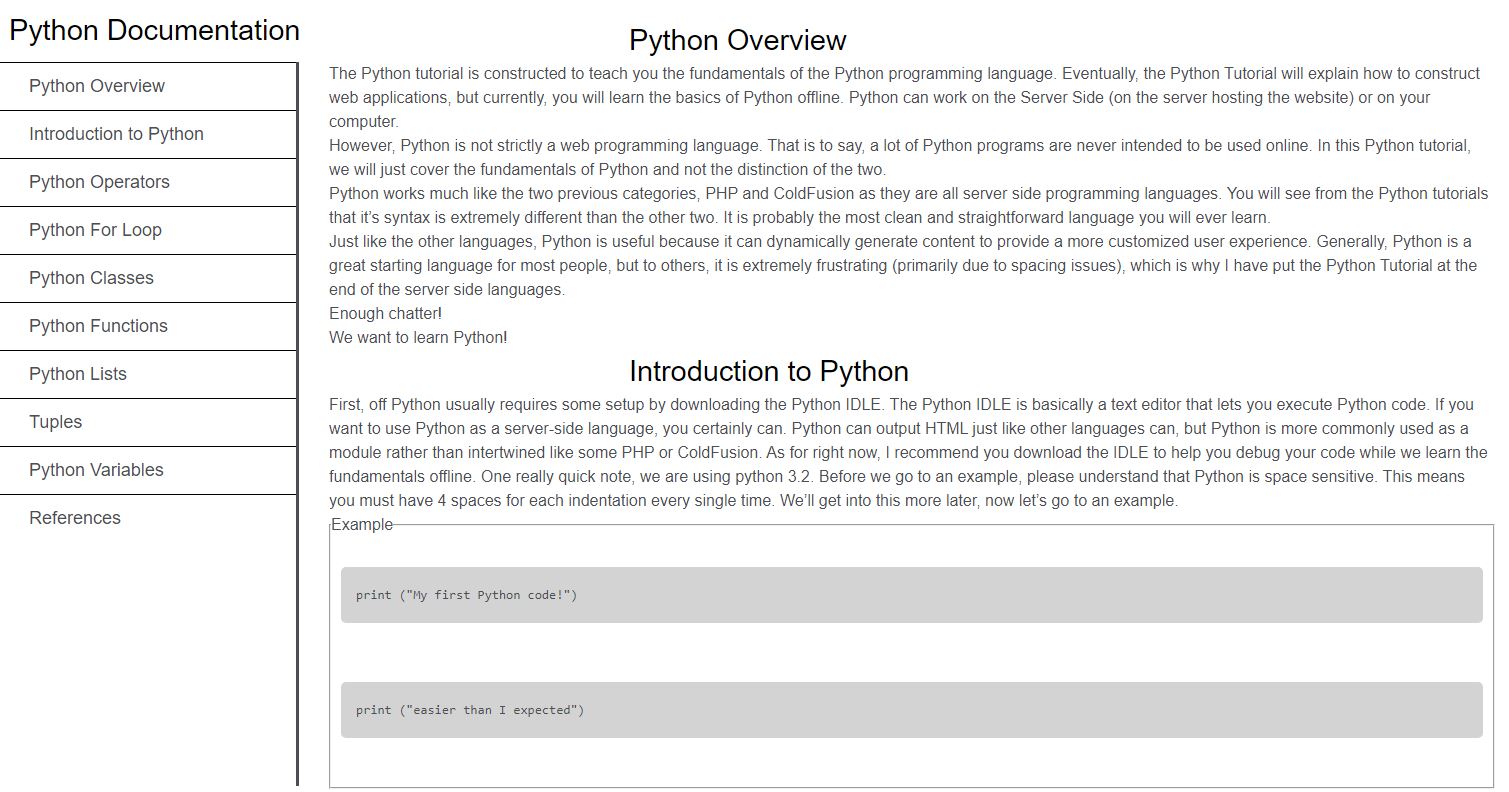 Python Documentation
Python Overview
Introduction to Python
Python Operators
Python For Loop
Python Classes
Python Functions
Python Lists
Tuples
Python Variables
References
Python Overview
The Python tutorial is constructed to teach you the fundamentals of the Python programming language. Eventually, the Python Tutorial will explain how to construct
web applications, but currently, you will learn the basics of Python offline. Python can work on the Server Side (on the server hosting the website) or on your
computer.
However, Python is not strictly a web programming language. That is to say, a lot of Python programs are never intended to be used online. In this Python tutorial,
we will just cover the fundamentals of Python and not the distinction of the two.
Python works much like the two previous categories, PHP and ColdFusion as they are all server side programming languages. You will see from the Python tutorials
that it’s syntax is extremely different than the other two. It is probably the most clean and straightforward language you will ever learn.
Just like the other languages, Python is useful because it can dynamically generate content to provide a more customized user experience. Generally, Python is a
great starting language for most people, but to others, it is extremely frustrating (primarily due to spacing issues), which is why I have put the Python Tutorial at the
end of the server side languages.
Enough chatter!
We want to learn Python!
Introduction to Python
First, off Python usually requires some setup by downloading the Python IDLE. The Python IDLE is basically a text editor that lets you execute Python code. If you
want to use Python as a server-side language, you certainly can. Python can output HTML just like other languages can, but Python is more commonly used as a
module rather than intertwined like some PHP or ColdFusion. As for right now, I recommend you download the IDLE to help you debug your code while we learn the
fundamentals offline. One really quick note, we are using python 3.2. Before we go to an example, please understand that Python is space sensitive. This means
you must have 4 spaces for each indentation every single time. We’ll get into this more later, now let’s go to an example.
Example
print ("My first Python code!")
print ("easier than I expected")